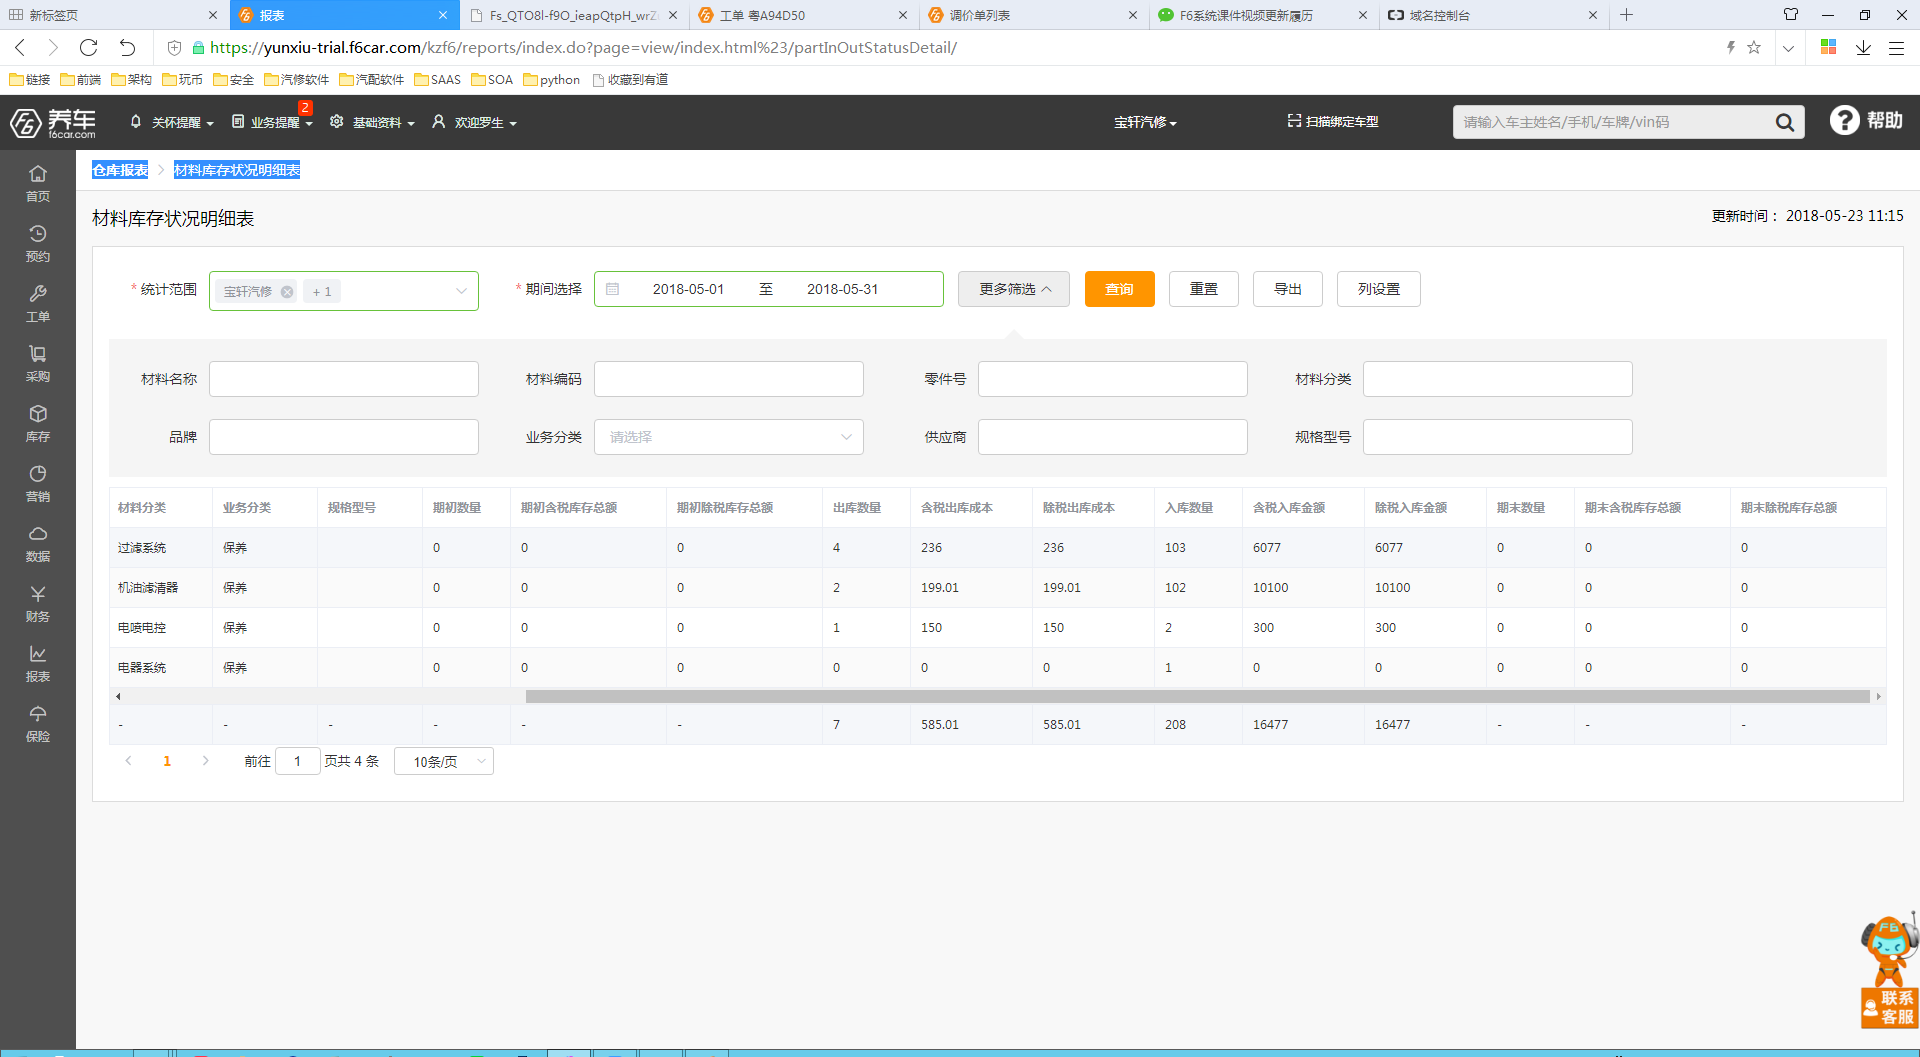 新标签页
报表
Fs_QTO8l-f9O_ieapQtpH_wrZ
工单 粤A94D50
调价单列表
F6系统课件视频更新履历
域名控制台
https://yunxiu-trial.f6car.com/kzf6/reports/index.do?page=view/index.html%23/partInOutStatusDetail/
链接 前端 架构 玩币 安全 汽修软件 汽配软件 SAAS SOA python 收藏到有道
养车
f6car.com
关怀提醒 业务提醒 2 基础资料 欢迎罗生 宝轩汽修 扫描绑定车型 请输入车主姓名/手机/车牌/vin码 ? 帮助
首页
预约
工单
采购
库存
营销
数据
财务
报表
保险
仓库报表 > 材料库存状况明细表
材料库存状况明细表
更新时间： 2018-05-23 11:15
* 统计范围 宝轩汽修 + 1 * 期间选择 2018-05-01 至 2018-05-31 更多筛选 查询 重置 导出 列设置
材料名称 材料编码 零件号 材料分类
品牌 业务分类 请选择 供应商 规格型号
材料分类 业务分类 规格型号 期初数量 期初含税库存总额 期初除税库存总额 出库数量 含税出库成本 除税出库成本 入库数量 含税入库金额 除税入库金额 期末数量 期末含税库存总额 期末除税库存总额
过滤系统 保养 0 0 0 4 236 236 103 6077 6077 0 0 0
机油滤清器 保养 0 0 0 2 199.01 199.01 102 10100 10100 0 0 0
电喷电控 保养 0 0 0 1 150 150 2 300 300 0 0 0
电器系统 保养 0 0 0 0 0 0 1 0 0 0 0 0
- - - - - - 7 585.01 585.01 208 16477 16477 - - -
1 前往 1 页共 4 条 10条/页
F6
联系
客服